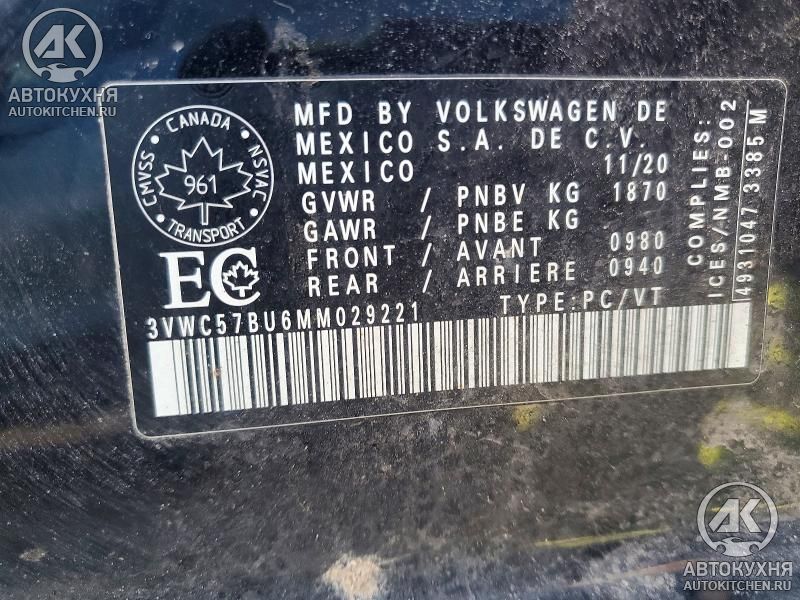 АК
АВТОКУХНЯ
AUTOKITCHEN.RU
CMVSS CANADA NSVAC
961
TRANSPORT
EC
MFD BY VOLKSWAGEN DE
MEXICO S.A. DE C.V.
MEXICO 11/20
GVWR / PNBV KG 1870
GAWR / PNBE KG
FRONT / AVANT 0980
REAR / ARRIERE 0940
TYPE:PC/VT
3VWC57BU6MM029221
COMPLIES:
ICES/NMB-002
4931047 3385 M
АК
АВТОКУХНЯ
AUTOKITCHEN.RU